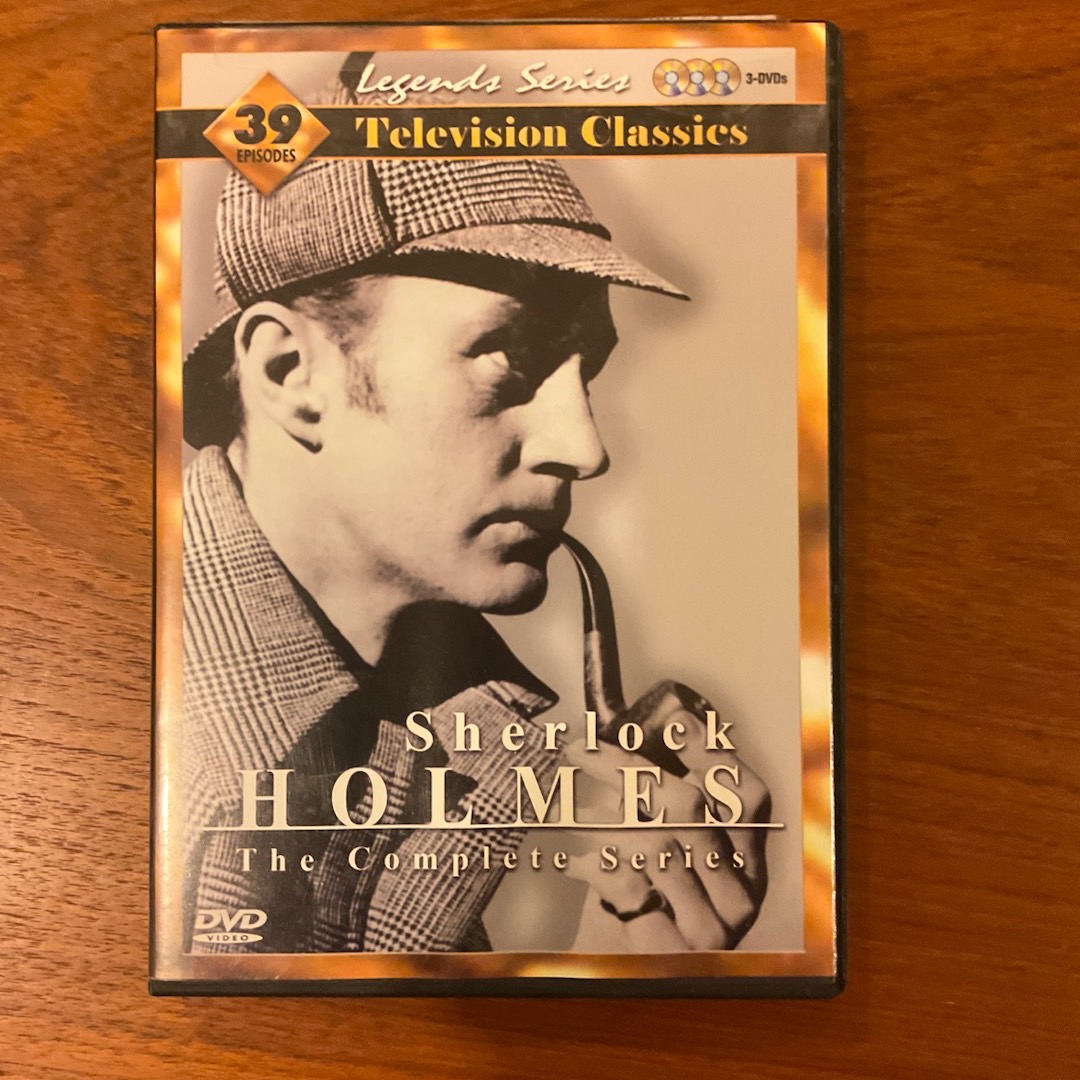 Legends Series
3-DVDs
39
EPISODES
Television Classics
Sherlock
HOLMES
The Complete Series
DVD
VIDEO